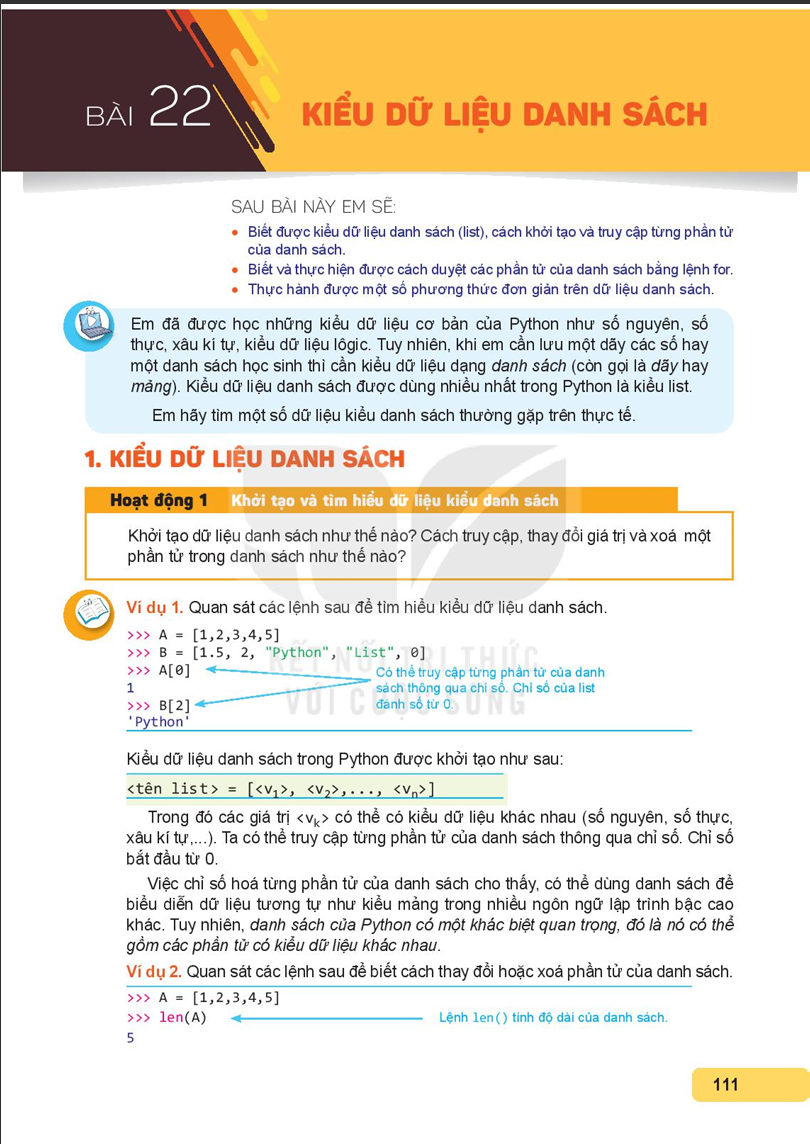 BÀI 22
KIỂU DỮ LIỆU DANH SÁCH
SAU BÀI NÀY EM SẼ:
• Biết được kiểu dữ liệu danh sách (list), cách khởi tạo và truy cập từng phần tử
của danh sách.
• Biết và thực hiện được cách duyệt các phần tử của danh sách bằng lệnh for.
• Thực hành được một số phương thức đơn giản trên dữ liệu danh sách.
Em đã được học những kiểu dữ liệu cơ bản của Python như số nguyên, số
thực, xâu kí tự, kiểu dữ liệu lôgic. Tuy nhiên, khi em cần lưu một dãy các số hay
một danh sách học sinh thì cần kiểu dữ liệu dạng danh sách (còn gọi là dãy hay
mảng). Kiểu dữ liệu danh sách được dùng nhiều nhất trong Python là kiểu list.
Em hãy tìm một số dữ liệu kiểu danh sách thường gặp trên thực tế.
1. KIỂU DỮ LIỆU DANH SÁCH
Hoạt động 1 Khởi tạo và tìm hiểu dữ liệu kiểu danh sách
Khởi tạo dữ liệu danh sách như thế nào? Cách truy cập, thay đổi giá trị và xoá một
phần tử trong danh sách như thế nào?
Ví dụ 1. Quan sát các lệnh sau để tìm hiểu kiểu dữ liệu danh sách.
>>> A = [1,2,3,4,5]
>>> B = [1.5, 2, "Python", "List", 0]
>>> A[0]
1
>>> B[2]
'Python'
Có thể truy cập từng phần tử của danh
sách thông qua chỉ số. Chỉ số của list
đánh số từ 0.
KẾT NỐI TRI THỨC
VỚI CUỘC SỐNG
Kiểu dữ liệu danh sách trong Python được khởi tạo như sau:
<tên list> = [<v₁>, <v₂>,..., <vₙ>]
Trong đó các giá trị <vₖ> có thể có kiểu dữ liệu khác nhau (số nguyên, số thực,
xâu kí tự,...). Ta có thể truy cập từng phần tử của danh sách thông qua chỉ số. Chỉ số
bắt đầu từ 0.
Việc chỉ số hoá từng phần tử của danh sách cho thấy, có thể dùng danh sách để
biểu diễn dữ liệu tương tự như kiểu mảng trong nhiều ngôn ngữ lập trình bậc cao
khác. Tuy nhiên, danh sách của Python có một khác biệt quan trọng, đó là nó có thể
gồm các phần tử có kiểu dữ liệu khác nhau.
Ví dụ 2. Quan sát các lệnh sau để biết cách thay đổi hoặc xoá phần tử của danh sách.
>>> A = [1,2,3,4,5]
>>> len(A)
Lệnh len() tính độ dài của danh sách.
5
111